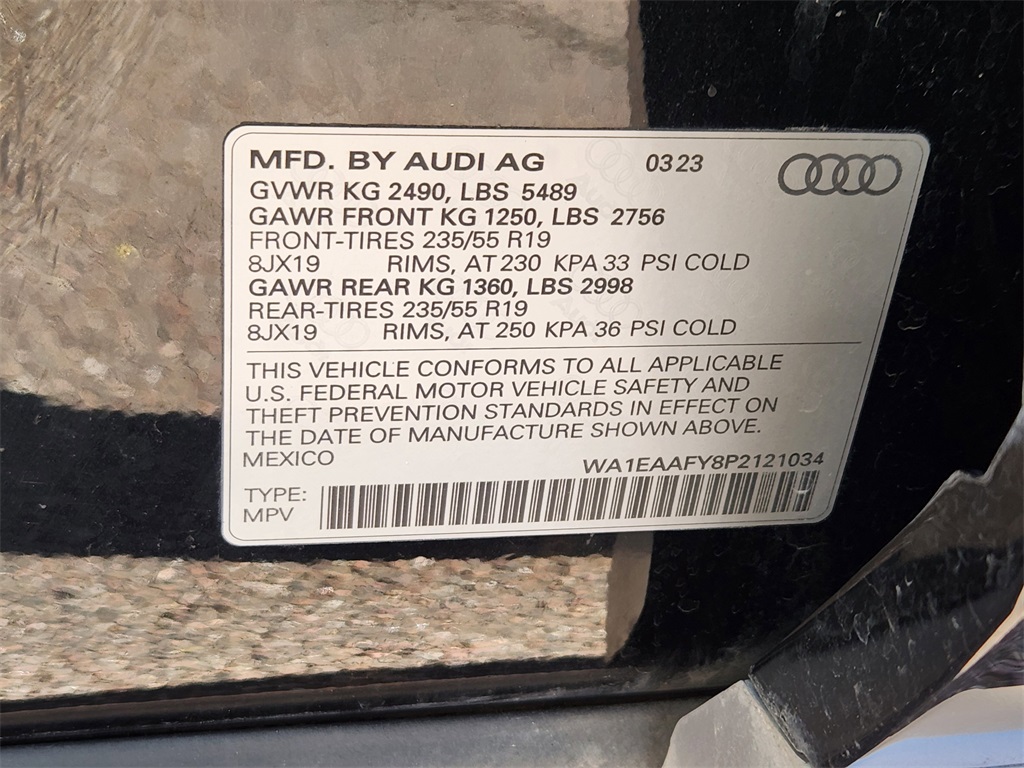 MFD. BY AUDI AG 03 23
GVWR KG 2490, LBS 5489
GAWR FRONT KG 1250, LBS 2756
FRONT-TIRES 235/55 R19
8JX19 RIMS, AT 230 KPA 33 PSI COLD
GAWR REAR KG 1360, LBS 2998
REAR-TIRES 235/55 R19
8JX19 RIMS, AT 250 KPA 36 PSI COLD
THIS VEHICLE CONFORMS TO ALL APPLICABLE
U.S. FEDERAL MOTOR VEHICLE SAFETY AND
THEFT PREVENTION STANDARDS IN EFFECT ON
THE DATE OF MANUFACTURE SHOWN ABOVE.
MEXICO WA1EAAFY8P2121034
TYPE:
MPV